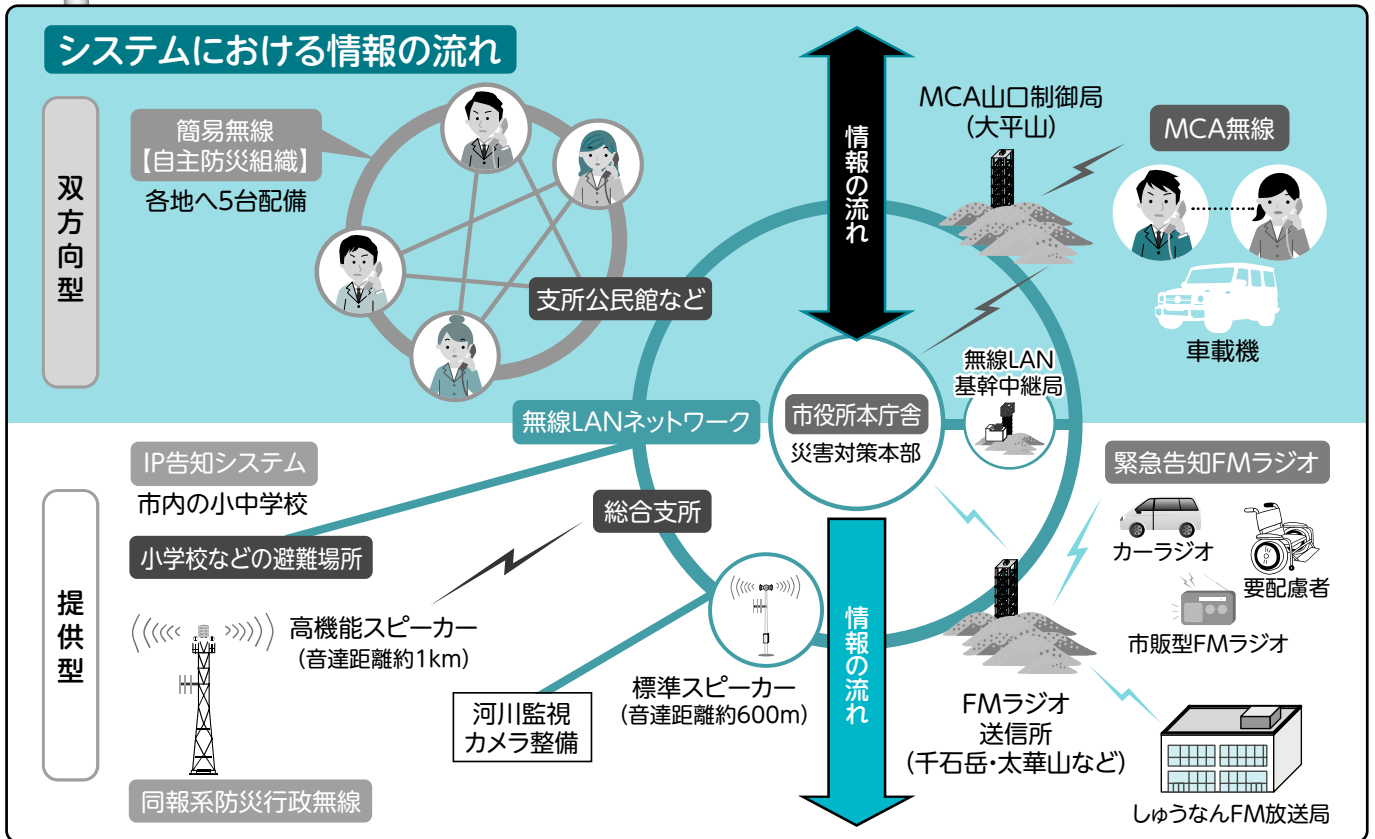 システムにおける情報の流れ
双方向型
簡易無線
【自主防災組織】
各地へ5台配備
支所公民館など
情報の流れ
MCA山口制御局
(大平山)
MCA無線
車載機
無線LAN
基幹中継局
市役所本庁舎
災害対策本部
無線LANネットワーク
提供型
IP告知システム
市内の小中学校
小学校などの避難場所
総合支所
高機能スピーカー
(音達距離約1km)
同報系防災行政無線
河川監視
カメラ整備
標準スピーカー
(音達距離約600m)
情報の流れ
緊急告知FMラジオ
カーラジオ
要配慮者
市販型FMラジオ
FMラジオ
送信所
(千石岳・太華山など)
しゅうなんFM放送局